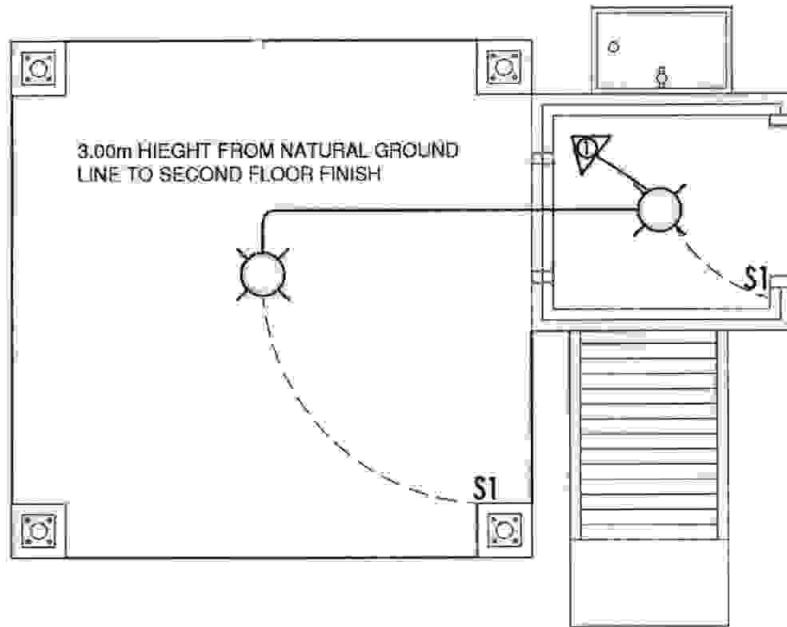 3.00m HIEGHT FROM NATURAL GROUND
LINE TO SECOND FLOOR FINISH
1
S1
S1